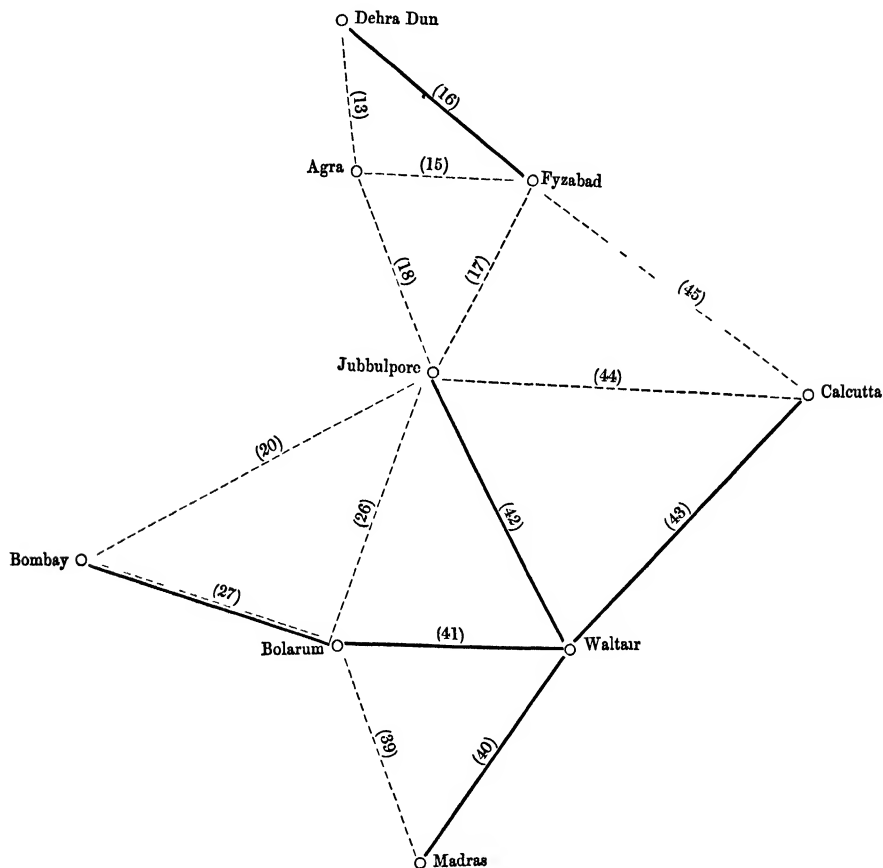 Dehra Dun
(13)
(16)
Agra
(15)
Fyzabad
(18)
(17)
(45)
Jubbulpore
(44)
Calcutta
(20)
(26)
(42)
(43)
Bombay
(27)
(41)
Bolarum
Waltair
(39)
(40)
Madras